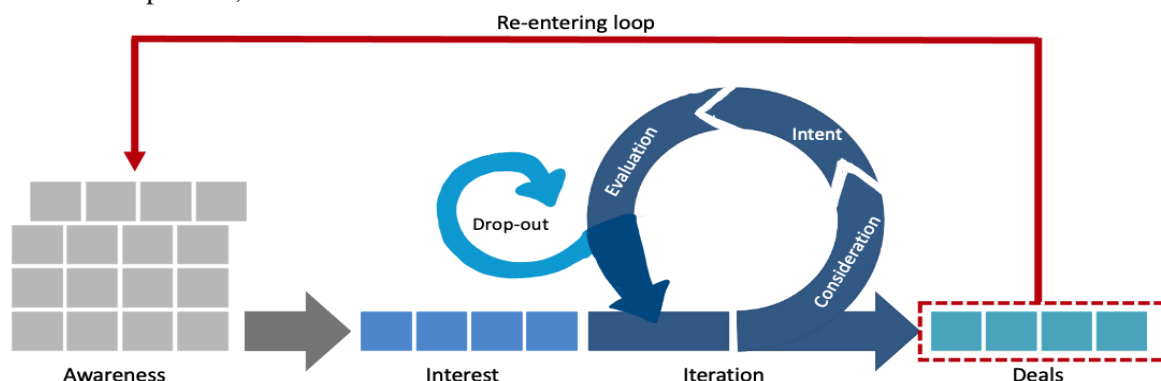 Re-entering loop
Intent
Evaluation
Drop-out
Consideration
Awareness
Interest
Iteration
Deals